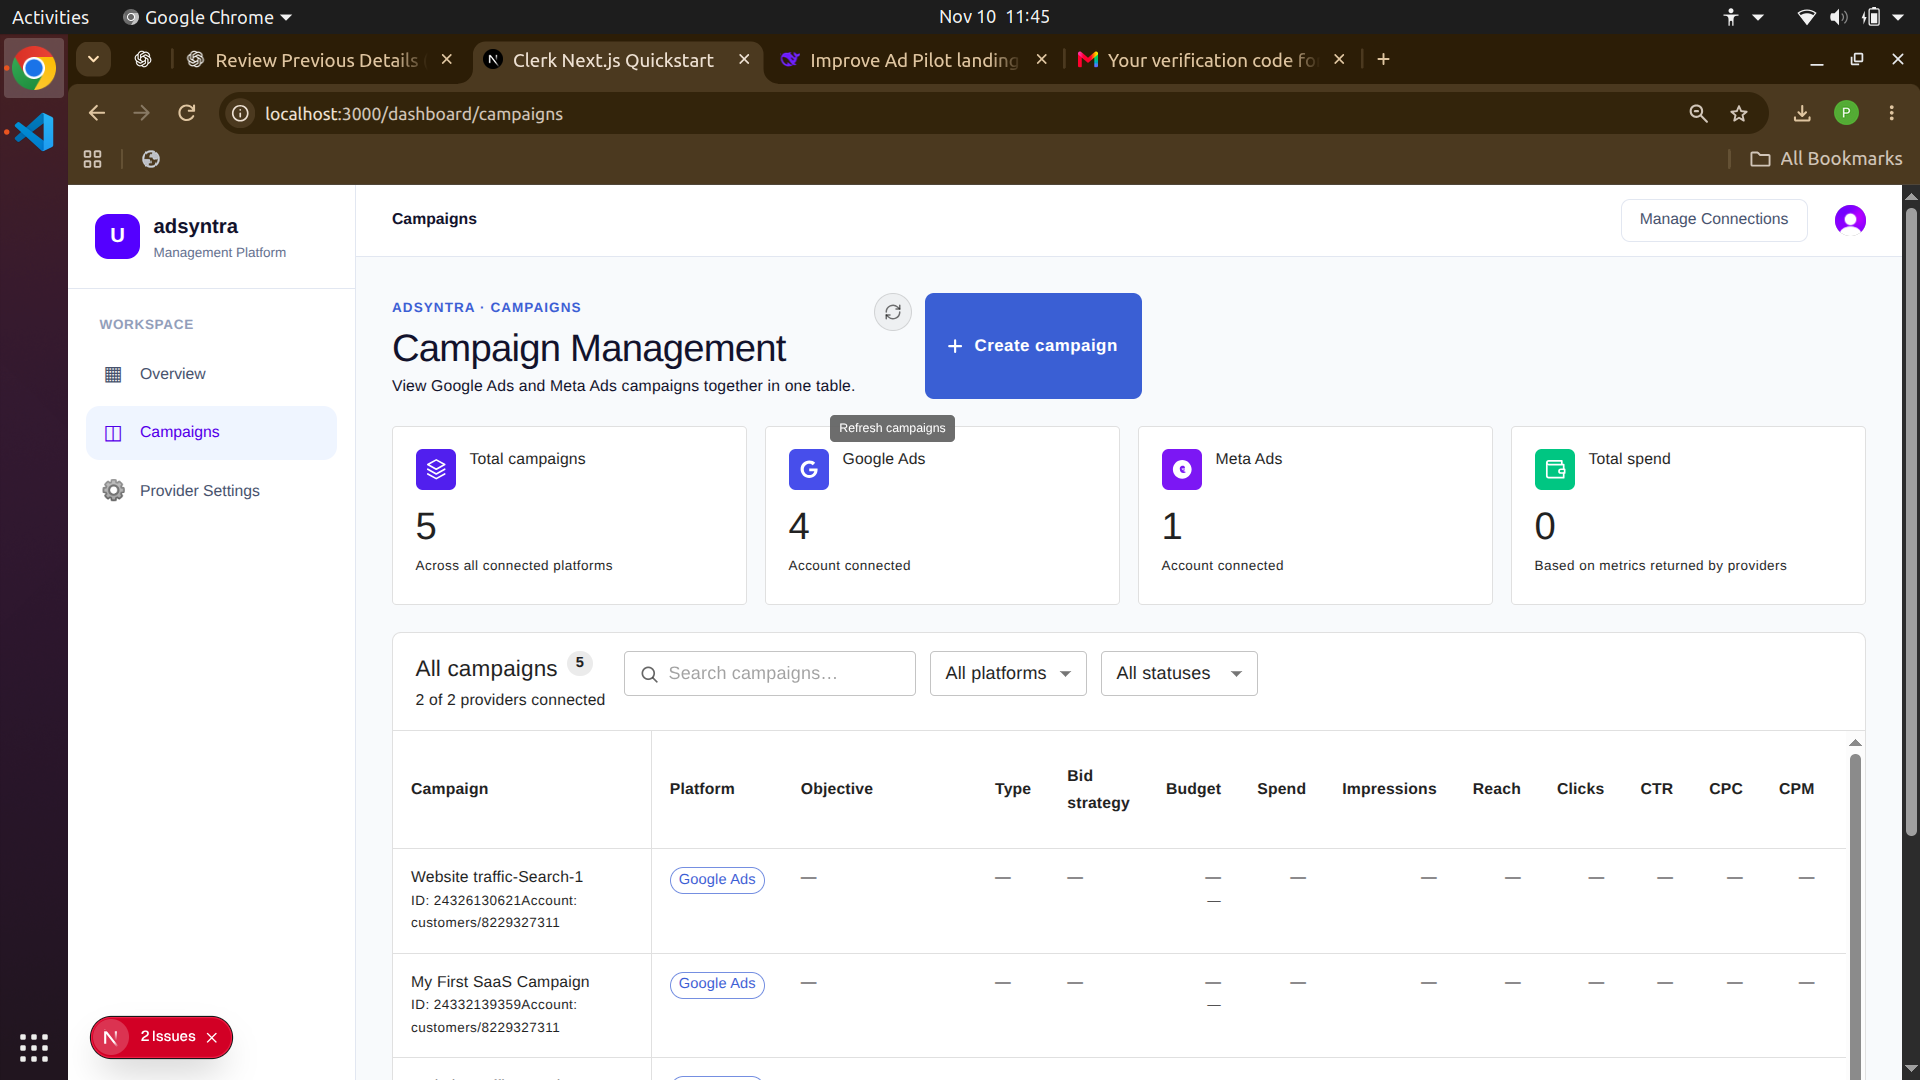 Activities
Google Chrome
Nov 10 11:45
Review Previous Details
Clerk Next.js Quickstart
Improve Ad Pilot landing
Your verification code fo
localhost:3000/dashboard/campaigns
P
All Bookmarks
U
adsyntra
Management Platform
WORKSPACE
Overview
Campaigns
Provider Settings
Campaigns
Manage Connections
ADSYNTRA · CAMPAIGNS
Campaign Management
View Google Ads and Meta Ads campaigns together in one table.
+ Create campaign
Refresh campaigns
Total campaigns
5
Across all connected platforms
Google Ads
4
Account connected
Meta Ads
1
Account connected
Total spend
0
Based on metrics returned by providers
All campaigns 5
2 of 2 providers connected
Search campaigns…
All platforms
All statuses
Campaign Platform Objective Type Bid strategy Budget Spend Impressions Reach Clicks CTR CPC CPM
Website traffic-Search-1
ID: 24326130621Account:
customers/8229327311
Google Ads
— — — — — — — — — — —
—
My First SaaS Campaign
ID: 24332139359Account:
customers/8229327311
Google Ads
— — — — — — — — — — —
—
N 2 Issues